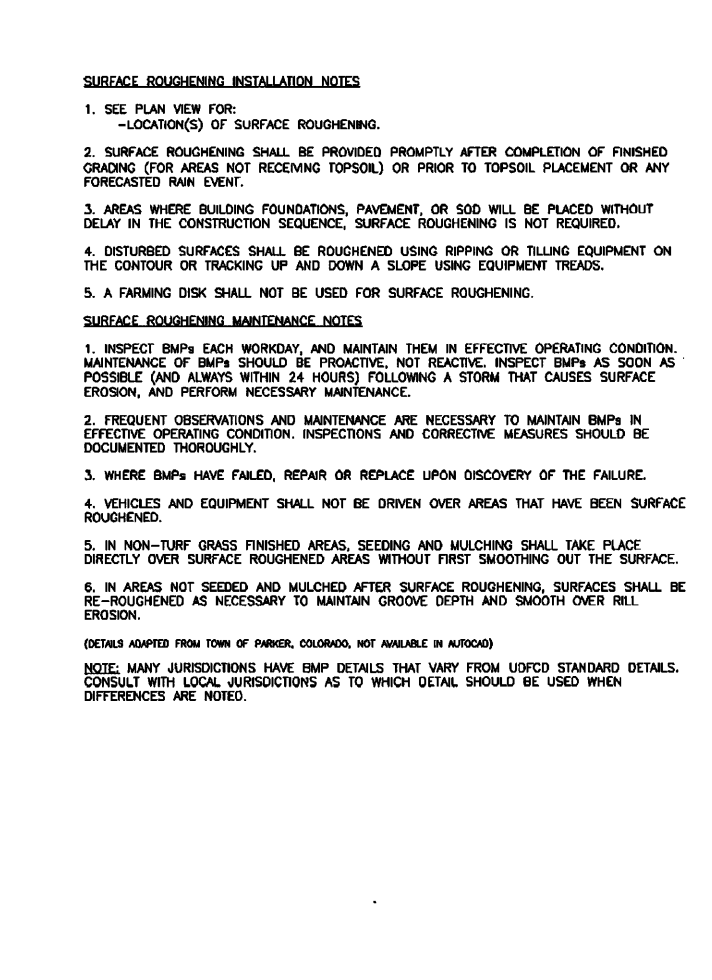 SURFACE ROUGHENING INSTALLATION NOTES
1. SEE PLAN VIEW FOR:
-LOCATION(S) OF SURFACE ROUGHENING.
2. SURFACE ROUGHENING SHALL BE PROVIDED PROMPTLY AFTER COMPLETION OF FINISHED
GRADING (FOR AREAS NOT RECEIVING TOPSOIL) OR PRIOR TO TOPSOIL PLACEMENT OR ANY
FORECASTED RAIN EVENT.
3. AREAS WHERE BUILDING FOUNDATIONS, PAVEMENT, OR SOD WILL BE PLACED WITHOUT
DELAY IN THE CONSTRUCTION SEQUENCE, SURFACE ROUGHENING IS NOT REQUIRED.
4. DISTURBED SURFACES SHALL BE ROUGHENED USING RIPPING OR TILLING EQUIPMENT ON
THE CONTOUR OR TRACKING UP AND DOWN A SLOPE USING EQUIPMENT TREADS.
5. A FARMING DISK SHALL NOT BE USED FOR SURFACE ROUGHENING.
SURFACE ROUGHENING MAINTENANCE NOTES
1. INSPECT BMPs EACH WORKDAY, AND MAINTAIN THEM IN EFFECTIVE OPERATING CONDITION.
MAINTENANCE OF BMPs SHOULD BE PROACTIVE, NOT REACTIVE. INSPECT BMPs AS SOON AS
POSSIBLE (AND ALWAYS WITHIN 24 HOURS) FOLLOWING A STORM THAT CAUSES SURFACE
EROSION, AND PERFORM NECESSARY MAINTENANCE.
2. FREQUENT OBSERVATIONS AND MAINTENANCE ARE NECESSARY TO MAINTAIN BMPs IN
EFFECTIVE OPERATING CONDITION. INSPECTIONS AND CORRECTIVE MEASURES SHOULD BE
DOCUMENTED THOROUGHLY.
3. WHERE BMPs HAVE FAILED, REPAIR OR REPLACE UPON DISCOVERY OF THE FAILURE.
4. VEHICLES AND EQUIPMENT SHALL NOT BE DRIVEN OVER AREAS THAT HAVE BEEN SURFACE
ROUGHENED.
5. IN NON-TURF GRASS FINISHED AREAS, SEEDING AND MULCHING SHALL TAKE PLACE
DIRECTLY OVER SURFACE ROUGHENED AREAS WITHOUT FIRST SMOOTHING OUT THE SURFACE.
6. IN AREAS NOT SEEDED AND MULCHED AFTER SURFACE ROUGHENING, SURFACES SHALL BE
RE-ROUGHENED AS NECESSARY TO MAINTAIN GROOVE DEPTH AND SMOOTH OVER RILL
EROSION.
(DETAILS ADAPTED FROM TOWN OF PARKER, COLORADO, NOT AVAILABLE IN AUTOCAD)
NOTE: MANY JURISDICTIONS HAVE BMP DETAILS THAT VARY FROM UDFCD STANDARD DETAILS.
CONSULT WITH LOCAL JURISDICTIONS AS TO WHICH DETAIL SHOULD BE USED WHEN
DIFFERENCES ARE NOTED.